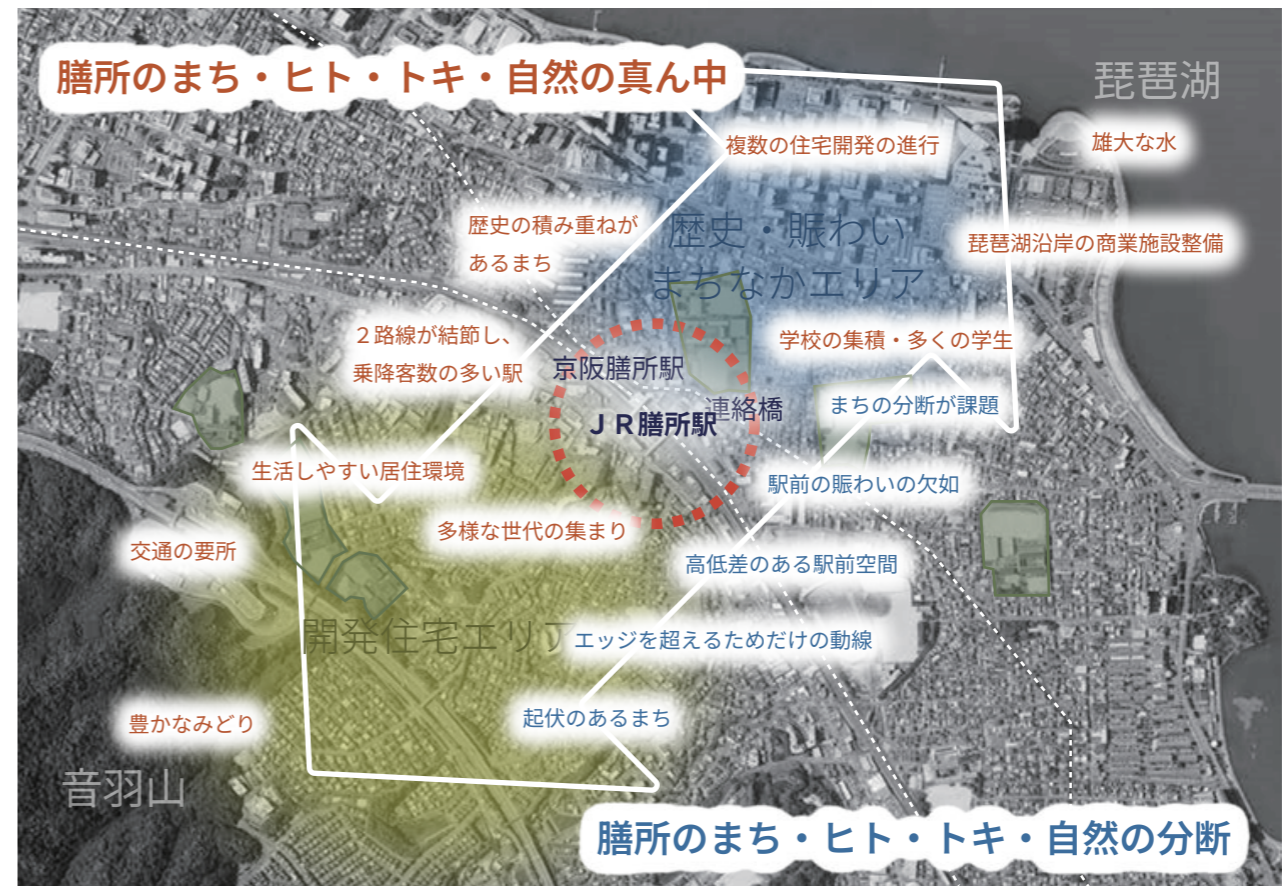 膳所のまち・ヒト・トキ・自然の真ん中
琵琶湖
複数の住宅開発の進行
雄大な水
歴史の積み重ねが
あるまち
歴史・賑わい
まちなかエリア
琵琶湖沿岸の商業施設整備
２路線が結節し、
乗降客数の多い駅
学校の集積・多くの学生
京阪膳所駅
連絡橋
ＪＲ膳所駅
まちの分断が課題
生活しやすい居住環境
駅前の賑わいの欠如
多様な世代の集まり
交通の要所
高低差のある駅前空間
開発住宅エリア
エッジを超えるためだけの動線
豊かなみどり
起伏のあるまち
音羽山
膳所のまち・ヒト・トキ・自然の分断